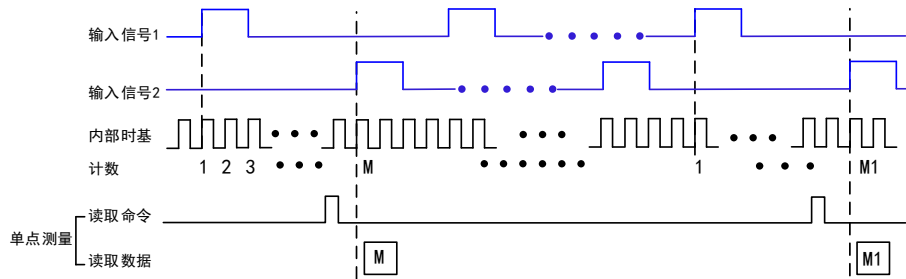 输入信号1
输入信号2
内部时基
计数 1 2 3 M 1 M1
单点测量
读取命令
读取数据 M M1